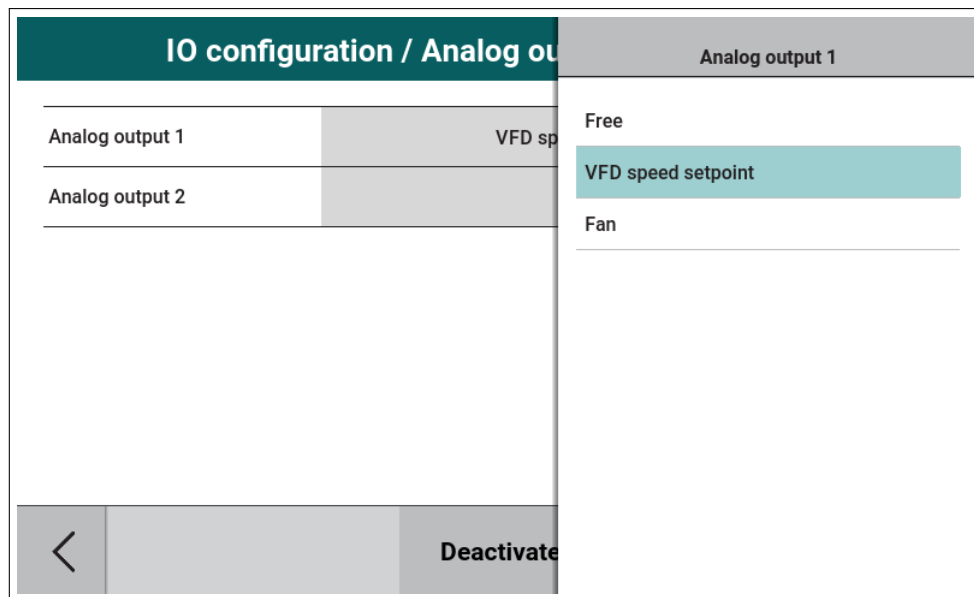 IO configuration / Analog ou
Analog output 1
VFD sp
Analog output 2
Deactivate
Analog output 1
Free
VFD speed setpoint
Fan